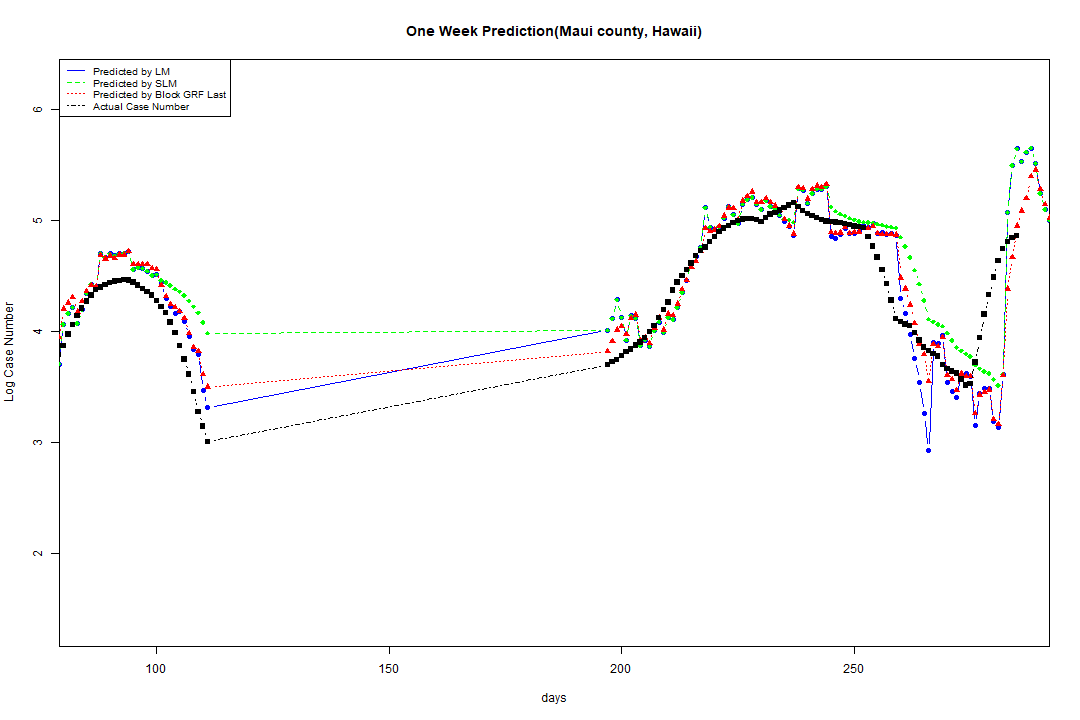 One Week Prediction(Maui county, Hawaii)
Predicted by LM
Predicted by SLM
Predicted by Block GRF Last
Actual Case Number
Log Case Number
6
5
4
3
2
100
150
200
250
days